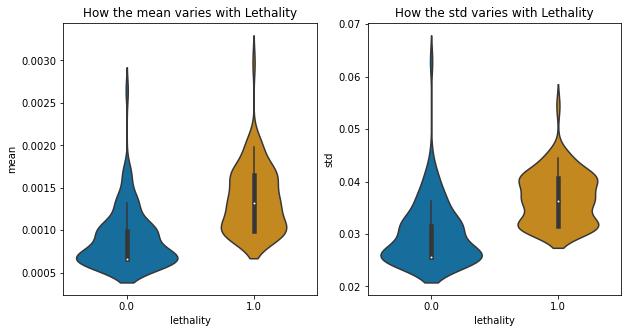 How the mean varies with Lethality
mean
0.0030
0.0025
0.0020
0.0015
0.0010
0.0005
0.0
1.0
lethality
How the std varies with Lethality
std
0.07
0.06
0.05
0.04
0.03
0.02
0.0
1.0
lethality